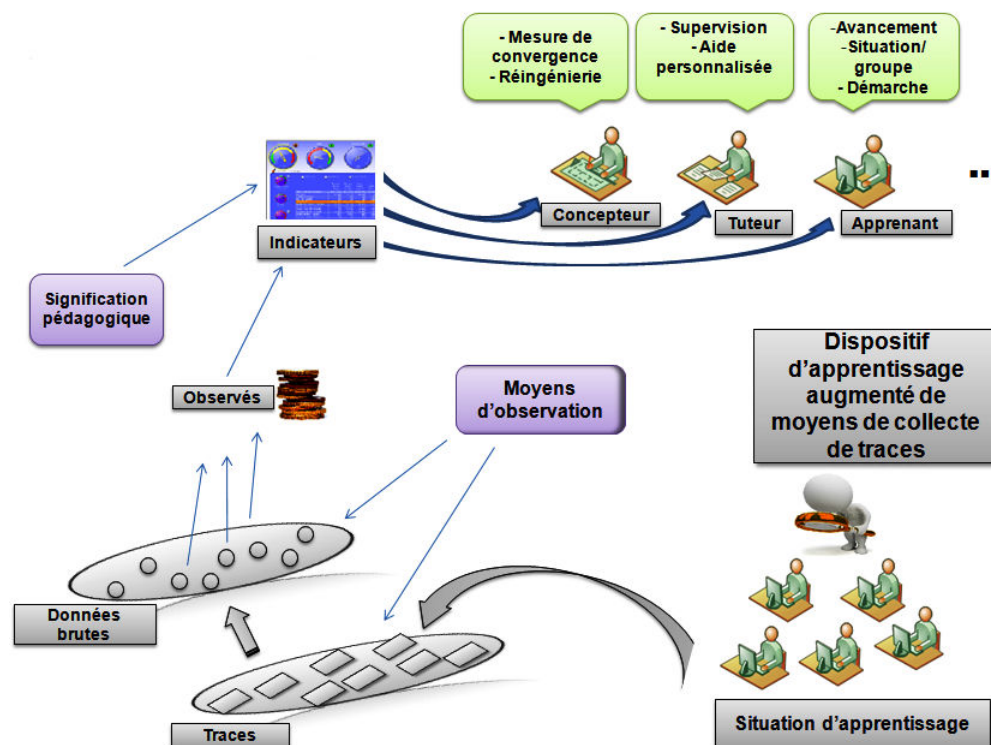 - Mesure de
convergence
- Réingénierie
- Supervision
- Aide
personnalisée
-Avancement
-Situation/
groupe
- Démarche
...
Concepteur
Tuteur
Apprenant
Indicateurs
Signification
pédagogique
Observés
Moyens
d'observation
Dispositif
d'apprentissage
augmenté de
moyens de collecte
de traces
Données
brutes
Traces
Situation d'apprentissage